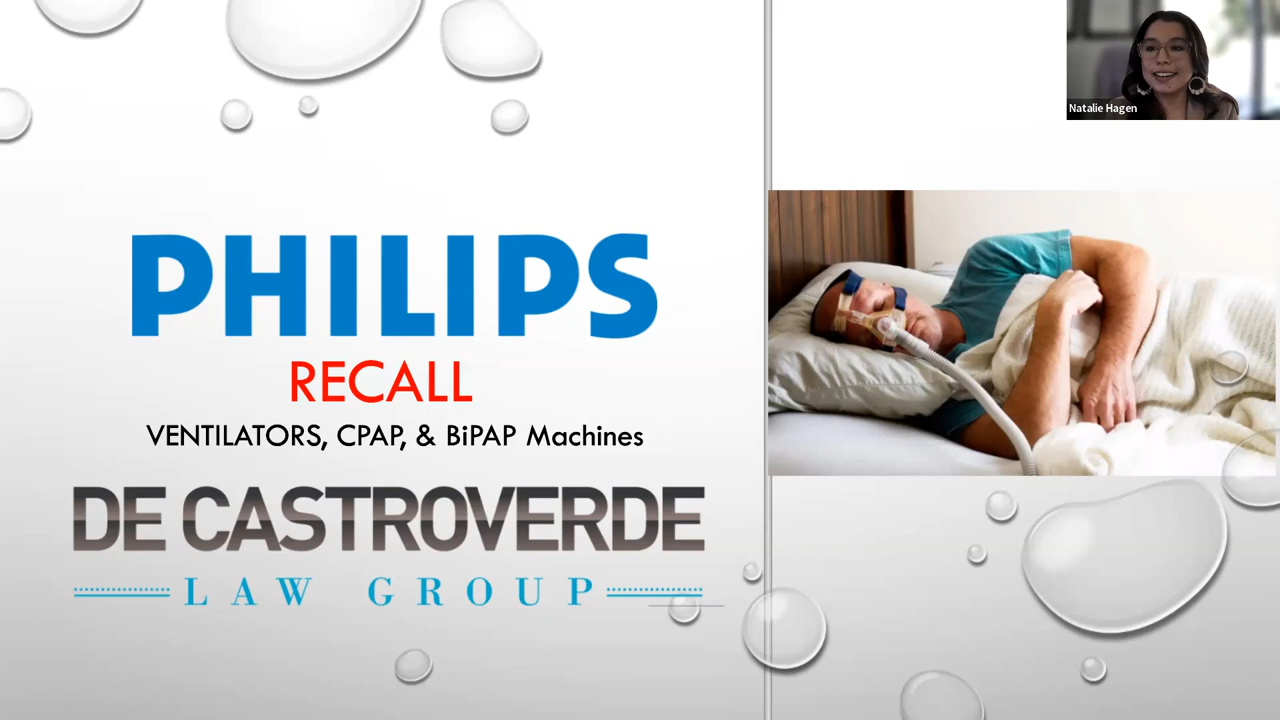 PHILIPS
RECALL
VENTILATORS, CPAP, & BiPAP Machines
DE CASTROVERDE
LAW GROUP
Natalie Hagen